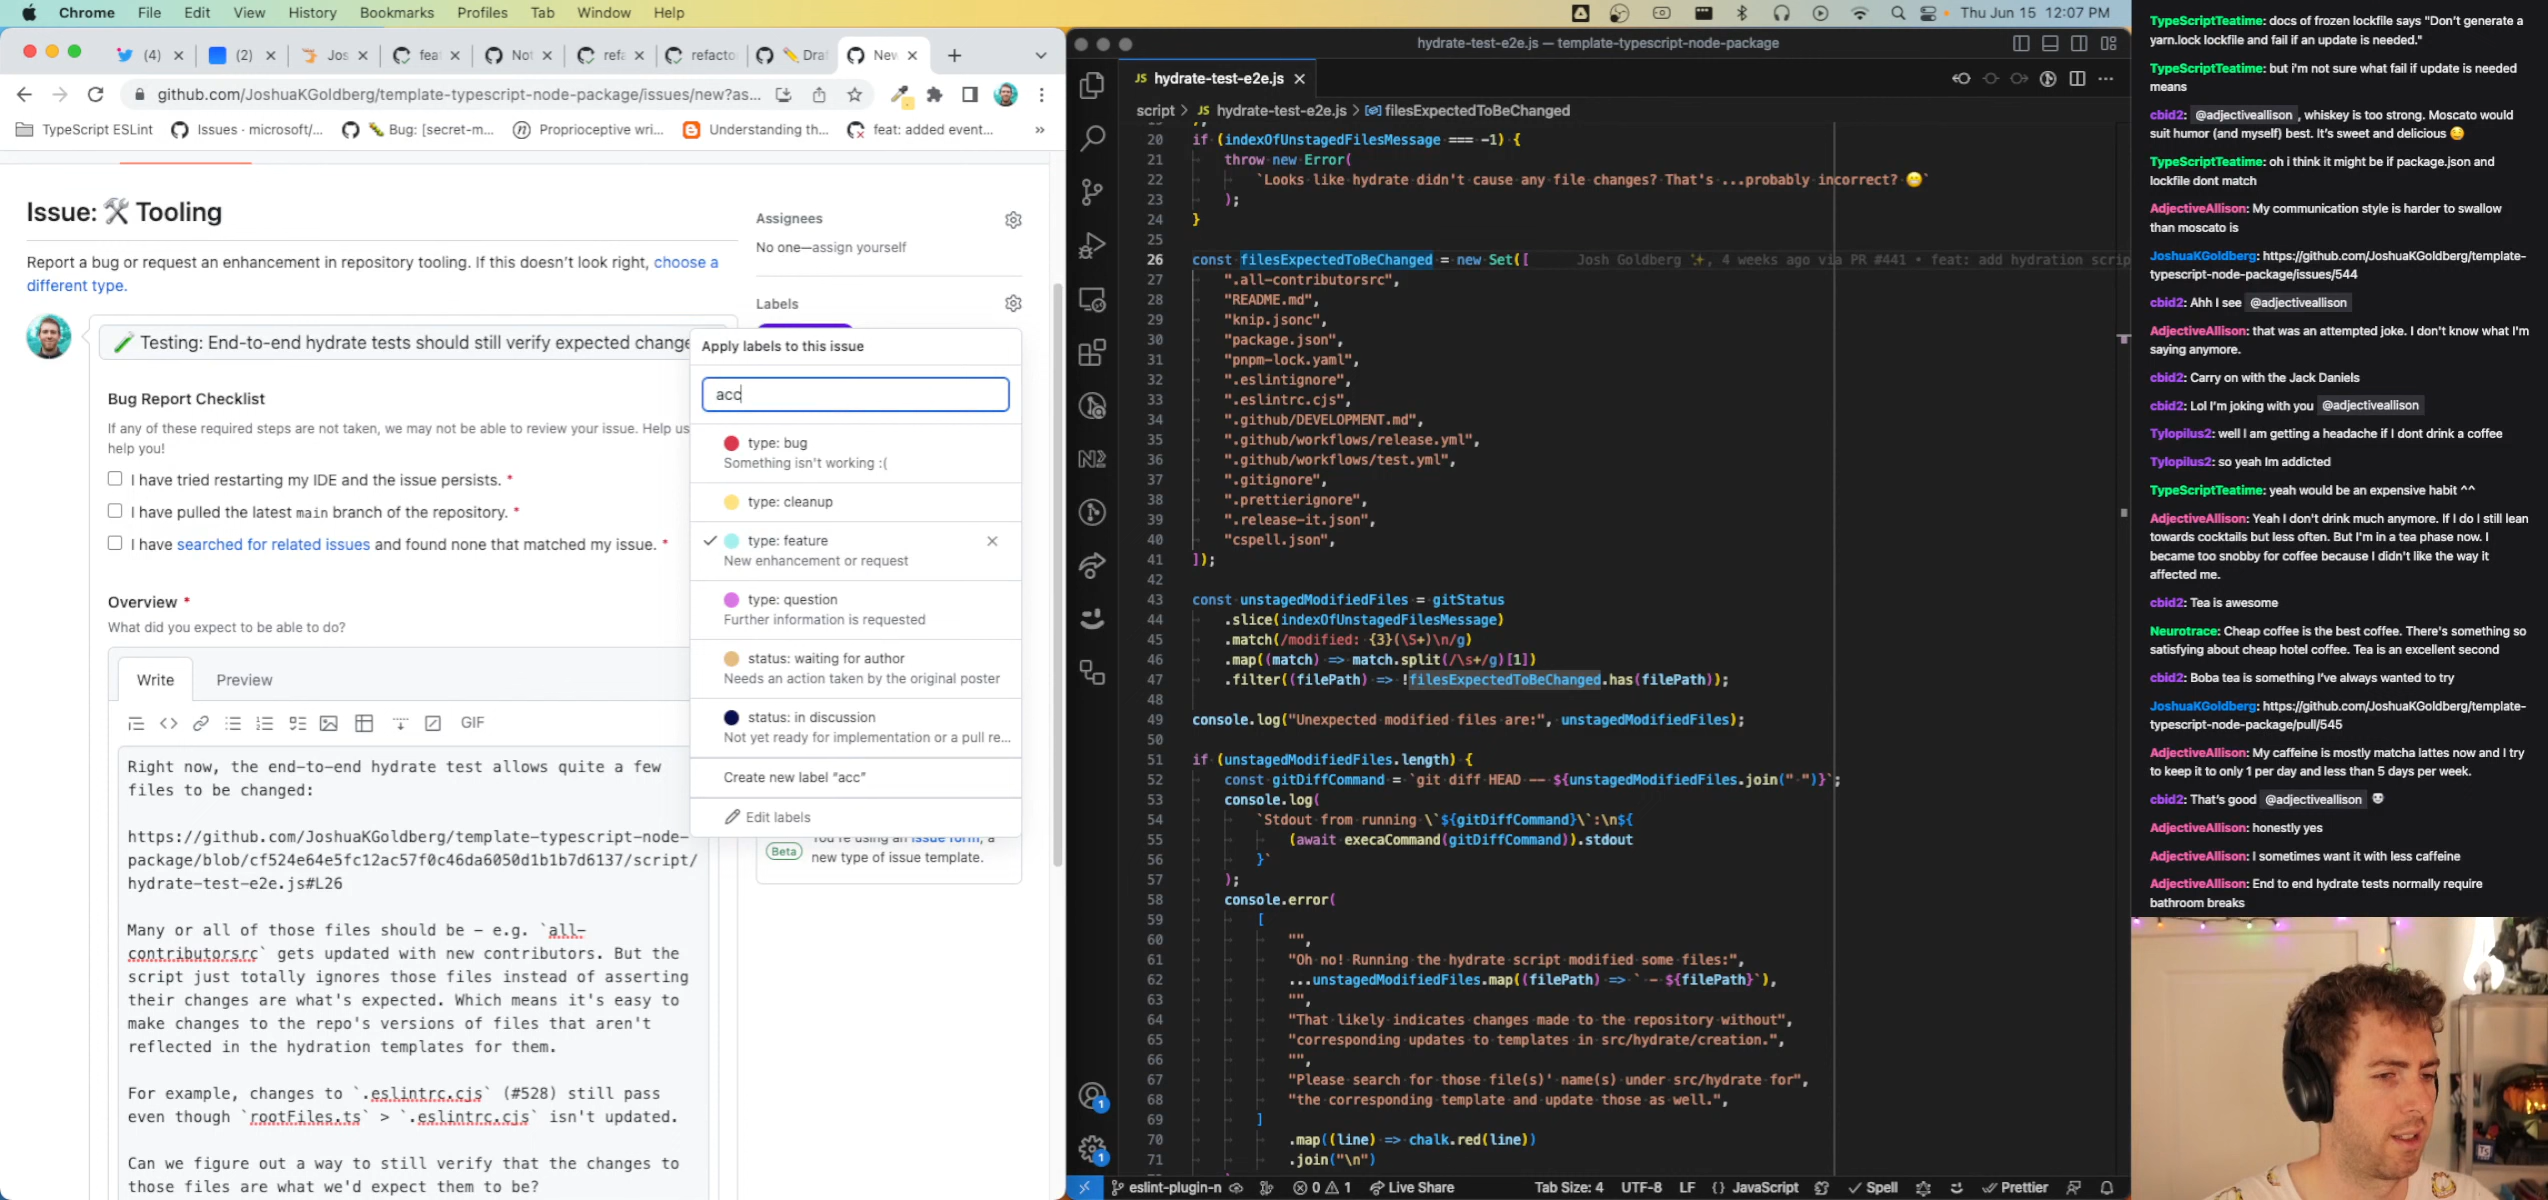 Chrome File Edit View History Bookmarks Profiles Tab Window Help
Thu Jun 15 12:07 PM
(4) (2) Jos feat Not refa refacto Dra New
github.com/JoshuaKGoldberg/template-typescript-node-package/issues/new?as...
TypeScript ESLint Issues · microsoft/... Bug: [secret-m... Proprioceptive wri... Understanding th... feat: added event... »
Issue: 🛠 Tooling
Report a bug or request an enhancement in repository tooling. If this doesn't look right, choose a
different type.
🧪 Testing: End-to-end hydrate tests should still verify expected change
Bug Report Checklist
If any of these required steps are not taken, we may not be able to review your issue. Help us
help you!
I have tried restarting my IDE and the issue persists. *
I have pulled the latest main branch of the repository. *
I have searched for related issues and found none that matched my issue. *
Overview *
What did you expect to be able to do?
Write Preview
GIF
Right now, the end-to-end hydrate test allows quite a few
files to be changed:
https://github.com/JoshuaKGoldberg/template-typescript-node-
package/blob/cf524e64e5fc12ac57f0c46da6050d1b1b7d6137/script/
hydrate-test-e2e.js#L26
Many or all of those files should be - e.g. `all-
contributorsrc` gets updated with new contributors. But the
script just totally ignores those files instead of asserting
their changes are what's expected. Which means it's easy to
make changes to the repo's versions of files that aren't
reflected in the hydration templates for them.
For example, changes to `.eslintrc.cjs` (#528) still pass
even though `rootFiles.ts` > `.eslintrc.cjs` isn't updated.
Can we figure out a way to still verify that the changes to
those files are what we'd expect them to be?
Assignees
No one—assign yourself
Labels
Apply labels to this issue
acc
type: bug
Something isn't working :(
type: cleanup
type: feature
New enhancement or request
type: question
Further information is requested
status: waiting for author
Needs an action taken by the original poster
status: in discussion
Not yet ready for implementation or a pull re...
Create new label "acc"
Edit labels
Beta
You're using an issue form, a
new type of issue template.
hydrate-test-e2e.js — template-typescript-node-package
JS hydrate-test-e2e.js
script > JS hydrate-test-e2e.js > filesExpectedToBeChanged
20 if (indexOfUnstagedFilesMessage === -1) {
21 throw new Error(
22 `Looks like hydrate didn't cause any file changes? That's ...probably incorrect? 😬`
23 );
24 }
25
26 const filesExpectedToBeChanged = new Set([ Josh Goldberg ✨, 4 weeks ago via PR #441 • feat: add hydration scrip
27 ".all-contributorsrc",
28 "README.md",
29 "knip.jsonc",
30 "package.json",
31 "pnpm-lock.yaml",
32 ".eslintignore",
33 ".eslintrc.cjs",
34 ".github/DEVELOPMENT.md",
35 ".github/workflows/release.yml",
36 ".github/workflows/test.yml",
37 ".gitignore",
38 ".prettierignore",
39 ".release-it.json",
40 "cspell.json",
41 ]);
42
43 const unstagedModifiedFiles = gitStatus
44 .slice(indexOfUnstagedFilesMessage)
45 .match(/modified: {3}(\S+)\n/g)
46 .map((match) => match.split(/\s+/g)[1])
47 .filter((filePath) => !filesExpectedToBeChanged.has(filePath));
48
49 console.log("Unexpected modified files are:", unstagedModifiedFiles);
50
51 if (unstagedModifiedFiles.length) {
52 const gitDiffCommand = `git diff HEAD -- ${unstagedModifiedFiles.join(" ")}`;
53 console.log(
54 `Stdout from running \`${gitDiffCommand}\`:\n${
55 (await execaCommand(gitDiffCommand)).stdout
56 }`
57 );
58 console.error(
59 [
60 "",
61 "Oh no! Running the hydrate script modified some files:",
62 ...unstagedModifiedFiles.map((filePath) => ` - ${filePath}`),
63 "",
64 "That likely indicates changes made to the repository without",
65 "corresponding updates to templates in src/hydrate/creation.",
66 "",
67 "Please search for those file(s)' name(s) under src/hydrate for",
68 "the corresponding template and update those as well.",
69 ]
70 .map((line) => chalk.red(line))
71 .join("\n")
1
1
eslint-plugin-n 0 1 Live Share Tab Size: 4 UTF-8 LF {} JavaScript Spell Prettier
TypeScriptTeatime: docs of frozen lockfile says "Don't generate a
yarn.lock lockfile and fail if an update is needed."
TypeScriptTeatime: but i'm not sure what fail if update is needed
means
cbid2: @adjectiveallison , whiskey is too strong. Moscato would
suit humor (and myself) best. It's sweet and delicious 😋
TypeScriptTeatime: oh i think it might be if package.json and
lockfile dont match
AdjectiveAllison: My communication style is harder to swallow
than moscato is
JoshuaKGoldberg: https://github.com/JoshuaKGoldberg/template-
typescript-node-package/issues/544
cbid2: Ahh I see @adjectiveallison
AdjectiveAllison: that was an attempted joke. I don't know what I'm
saying anymore.
cbid2: Carry on with the Jack Daniels
cbid2: Lol I'm joking with you @adjectiveallison
Tylopilus2: well I am getting a headache if I dont drink a coffee
Tylopilus2: so yeah Im addicted
TypeScriptTeatime: yeah would be an expensive habit ^^
AdjectiveAllison: Yeah I don't drink much anymore. If I do I still lean
towards cocktails but less often. But I'm in a tea phase now. I
became too snobby for coffee because I didn't like the way it
affected me.
cbid2: Tea is awesome
Neurotrace: Cheap coffee is the best coffee. There's something so
satisfying about cheap hotel coffee. Tea is an excellent second
cbid2: Boba tea is something I've always wanted to try
JoshuaKGoldberg: https://github.com/JoshuaKGoldberg/template-
typescript-node-package/pull/545
AdjectiveAllison: My caffeine is mostly matcha lattes now and I try
to keep it to only 1 per day and less than 5 days per week.
cbid2: That's good @adjectiveallison
AdjectiveAllison: honestly yes
AdjectiveAllison: I sometimes want it with less caffeine
AdjectiveAllison: End to end hydrate tests normally require
bathroom breaks